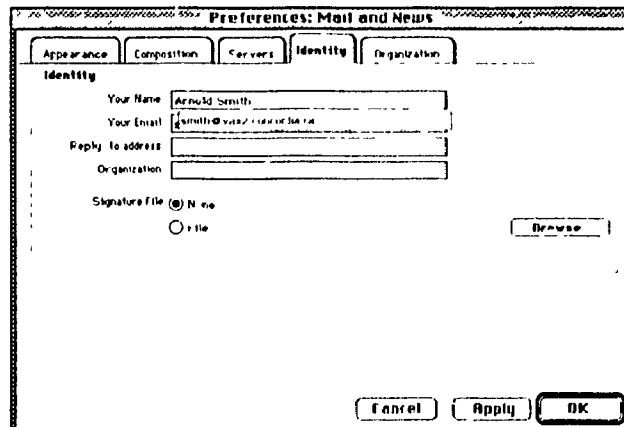 Preferences: Mail and News
Appearance Composition Servers Identity Organization
Identity
Your Name Arnold Smith
Your Email
Reply to address
Organization
Signature File None
File Browse
Cancel Apply OK